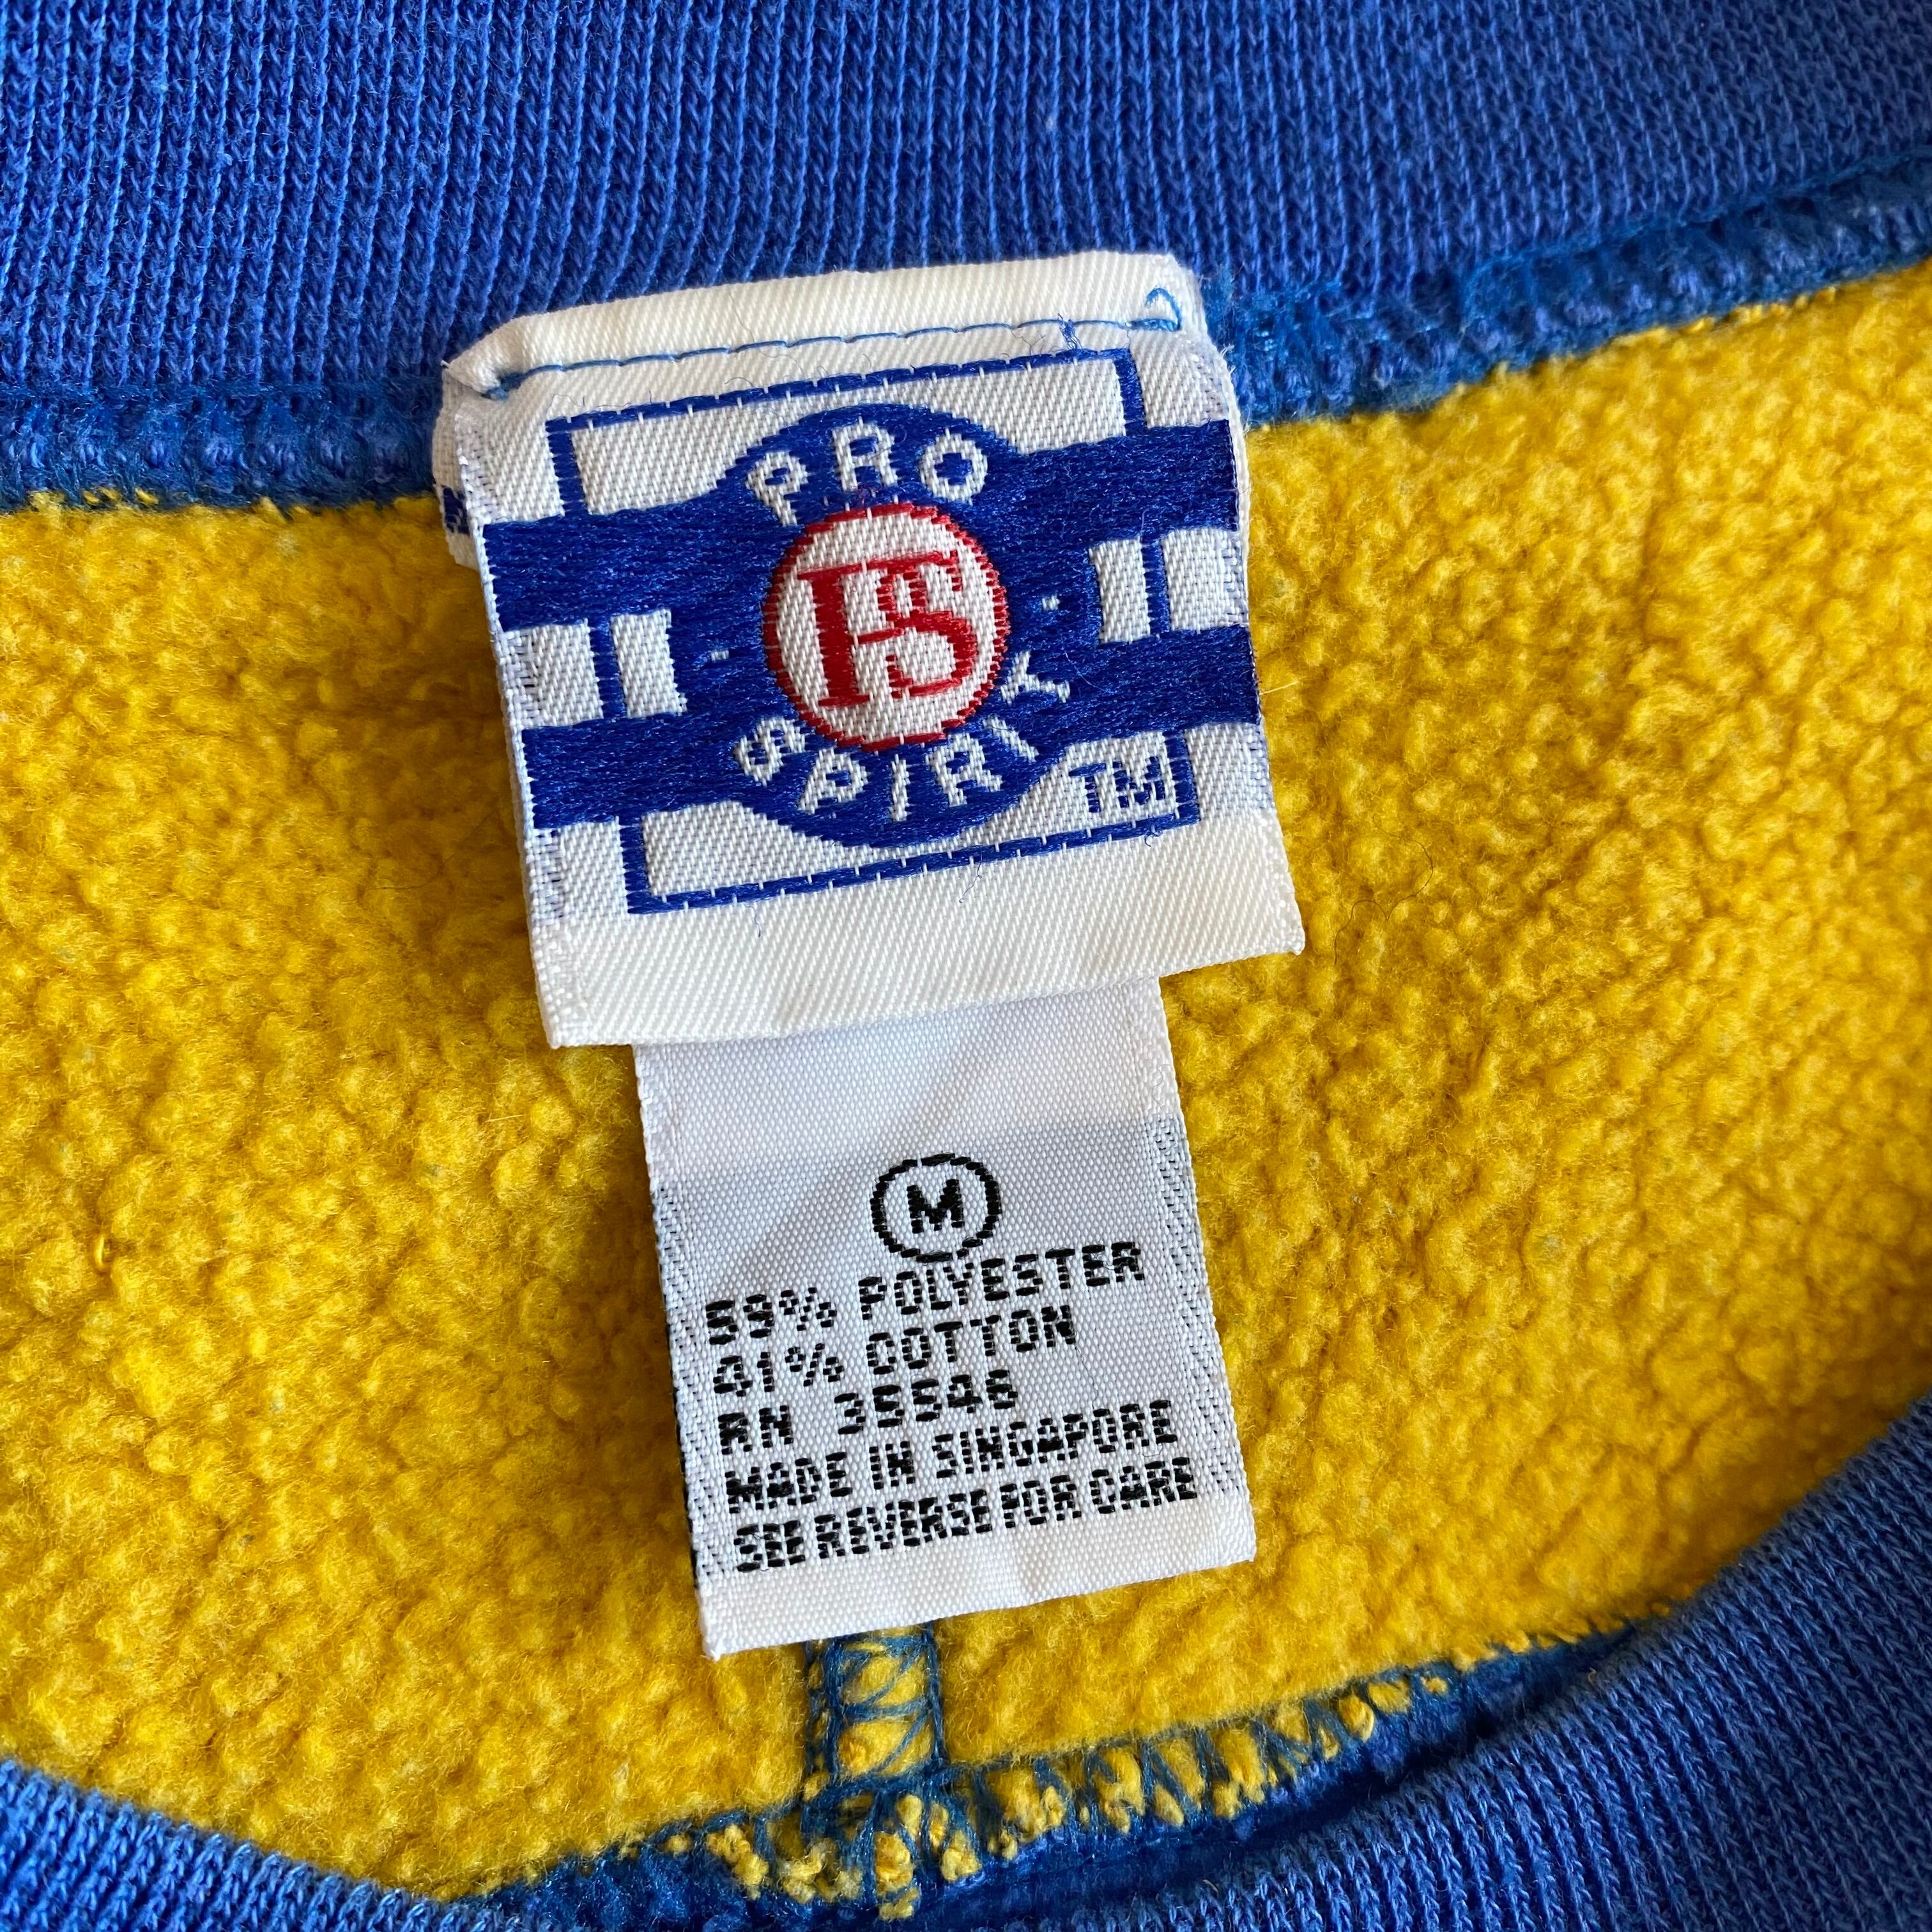 PRO
PS
SPIRIT
TM
M
59% POLYESTER
41% COTTON
RN 35546
MADE IN SINGAPORE
SEE REVERSE FOR CARE